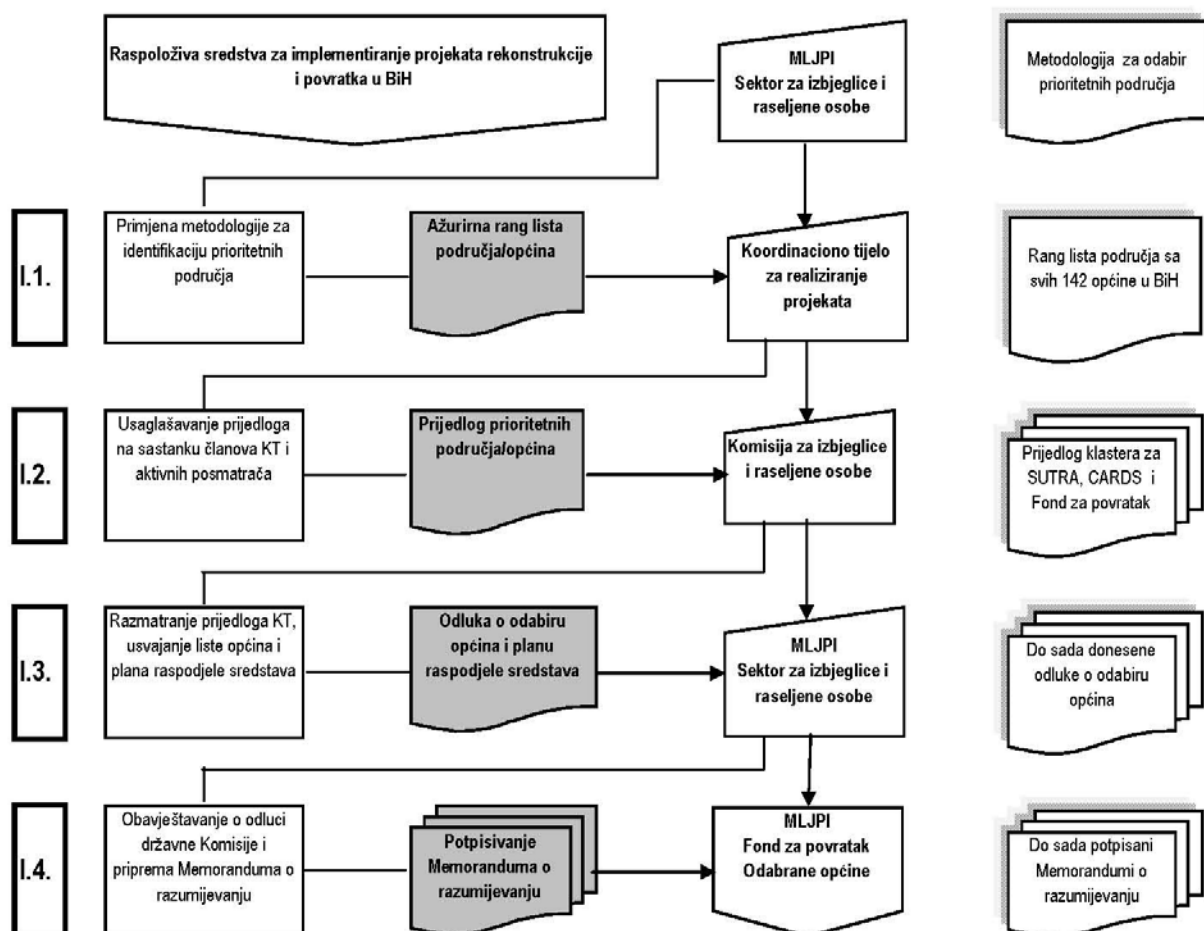 Raspoloživa sredstva za implementiranje projekata rekonstrukcije
i povratka u BiH
MLJPI
Sektor za izbjeglice i
raseljene osobe
Metodologija za odabir
prioritetnih područja
I.1.
Primjena metodologije za
identifikaciju prioritetnih
područja
Ažurirna rang lista
područja/općina
Koordinaciono tijelo
za realiziranje
projekata
Rang lista područja sa
svih 142 općine u BiH
I.2.
Usaglašavanje prijedloga
na sastanku članova KT i
aktivnih posmatrača
Prijedlog prioritetnih
područja/općina
Komisija za izbjeglice
i raseljene osobe
Prijedlog klastera za
SUTRA, CARDS i
Fond za povratak
I.3.
Razmatranje prijedloga KT,
usvajanje liste općina i
plana raspodjele sredstava
Odluka o odabiru
općina i planu
raspodjele sredstava
MLJPI
Sektor za izbjeglice i
raseljene osobe
Do sada donesene
odluke o odabiru
općina
I.4.
Obavještavanje o odluci
državne Komisije i
priprema Memoranduma o
razumijevanju
Potpisivanje
Memoranduma o
razumijevanju
MLJPI
Fond za povratak
Odabrane općine
Do sada potpisani
Memorandumi o
razumijevanju